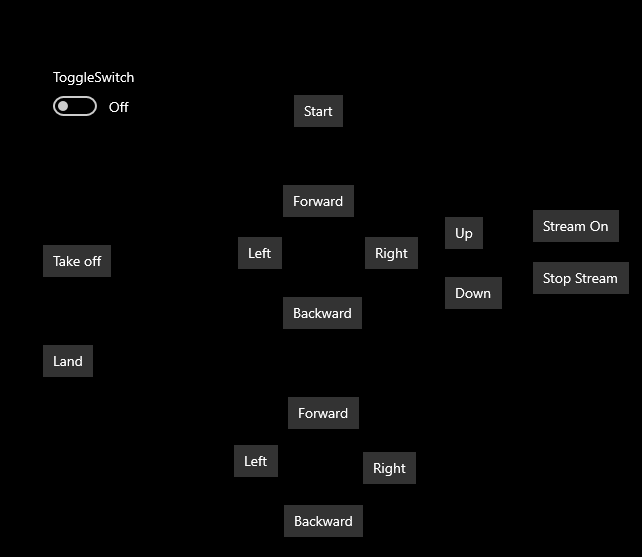 ToggleSwitch
Off
Start
Forward
Up
Stream On
Left
Right
Take off
Stop Stream
Down
Backward
Land
Forward
Left
Right
Backward